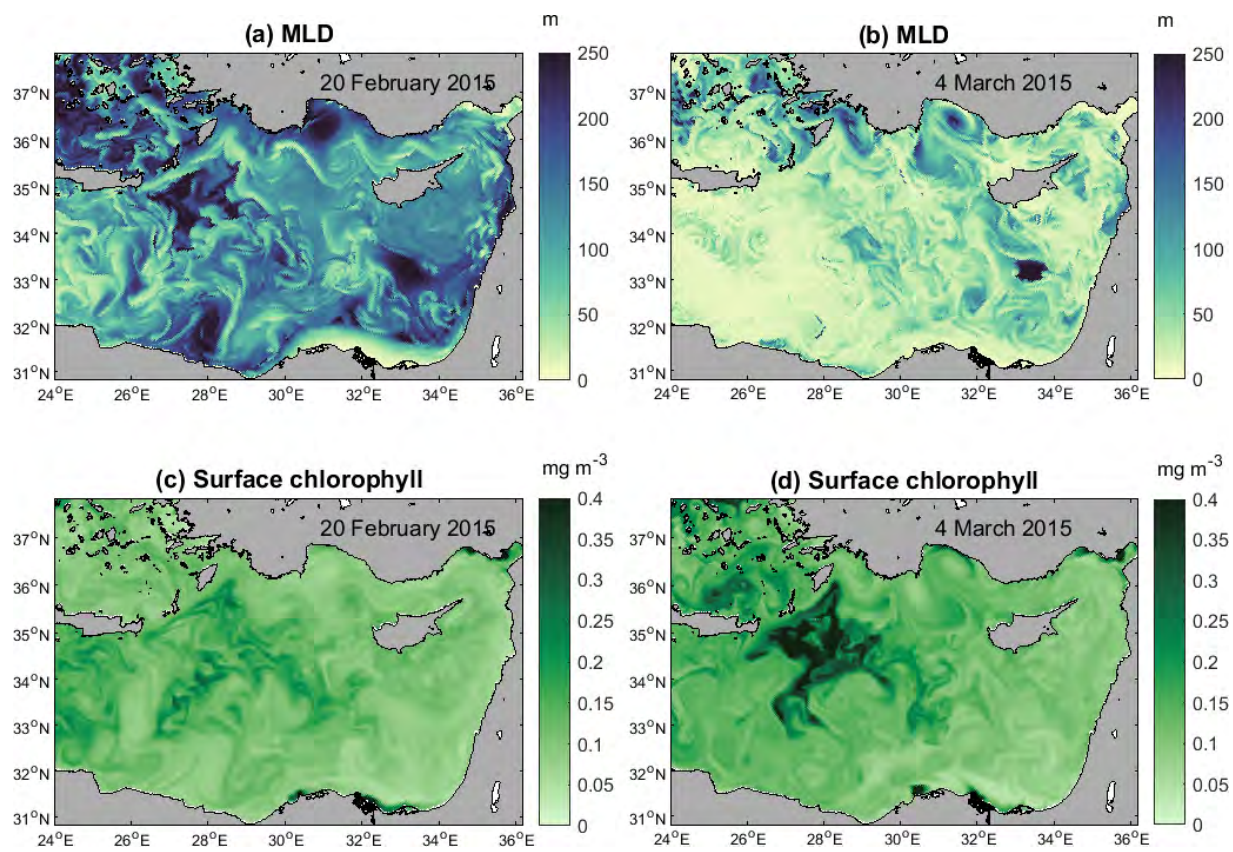 (a) MLD
m
20 February 2015
250
200
150
100
50
0
37°N
36°N
35°N
34°N
33°N
32°N
31°N
24°E 26°E 28°E 30°E 32°E 34°E 36°E
(b) MLD
m
4 March 2015
250
200
150
100
50
0
37°N
36°N
35°N
34°N
33°N
32°N
31°N
24°E 26°E 28°E 30°E 32°E 34°E 36°E
(c) Surface chlorophyll
mg m⁻³
20 February 2015
0.4
0.35
0.3
0.25
0.2
0.15
0.1
0.05
0
37°N
36°N
35°N
34°N
33°N
32°N
31°N
24°E 26°E 28°E 30°E 32°E 34°E 36°E
(d) Surface chlorophyll
mg m⁻³
4 March 2015
0.4
0.35
0.3
0.25
0.2
0.15
0.1
0.05
0
37°N
36°N
35°N
34°N
33°N
32°N
31°N
24°E 26°E 28°E 30°E 32°E 34°E 36°E